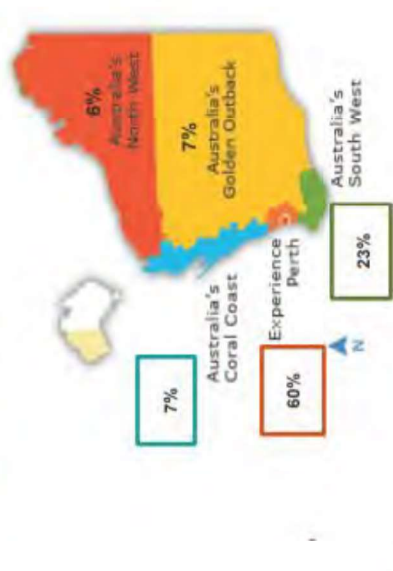 6%
Australia's
North West
7%
Australia's
Golden Outback
Australia's
Coral Coast
7%
Experience
Perth
60%
Australia's
South West
23%
N